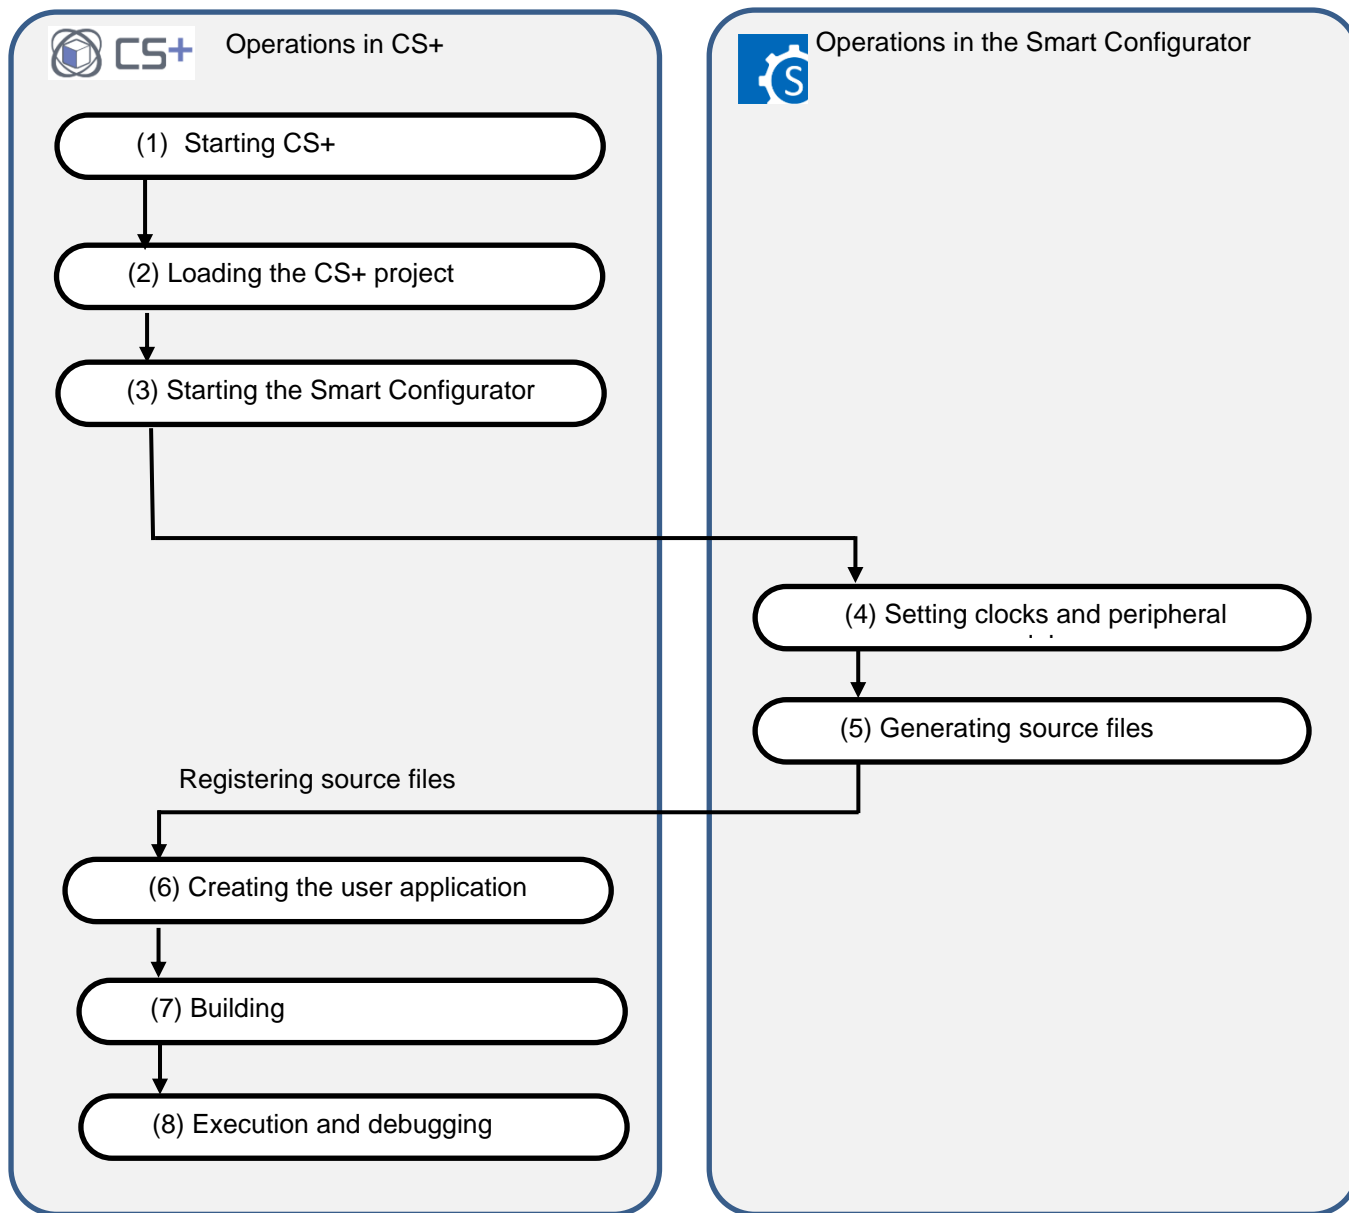 CS+
Operations in CS+
(1) Starting CS+
(2) Loading the CS+ project
(3) Starting the Smart Configurator
Operations in the Smart Configurator
S
(4) Setting clocks and peripheral
(5) Generating source files
Registering source files
(6) Creating the user application
(7) Building
(8) Execution and debugging